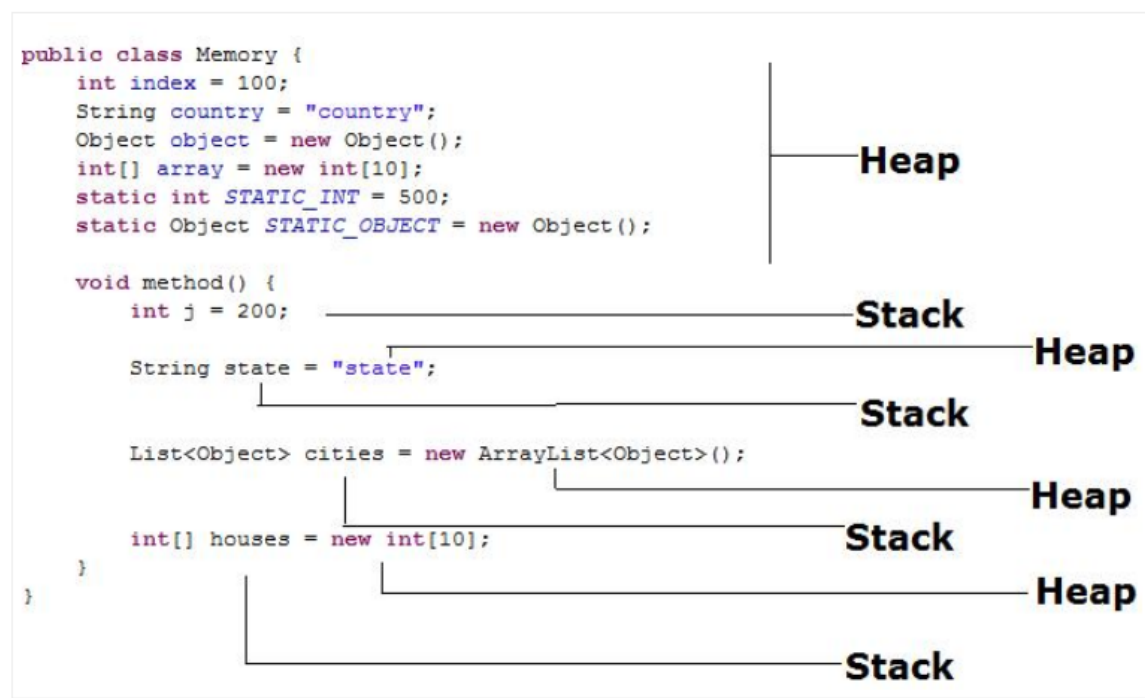 public class Memory {
int index = 100;
String country = "country";
Object object = new Object();
int[] array = new int[10];
static int STATIC_INT = 500;
static Object STATIC_OBJECT = new Object();
Heap
void method() {
int j = 200;
Stack
Heap
String state = "state";
Stack
List<Object> cities = new ArrayList<Object>();
Heap
Stack
int[] houses = new int[10];
}
Heap
}
Stack